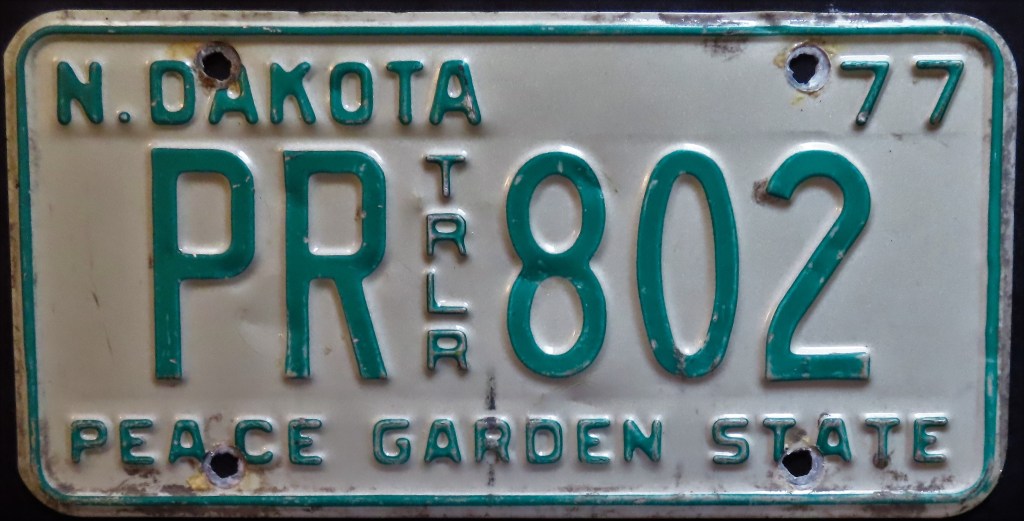 N. DAKOTA 77
PR TRLR 802
PEACE GARDEN STATE